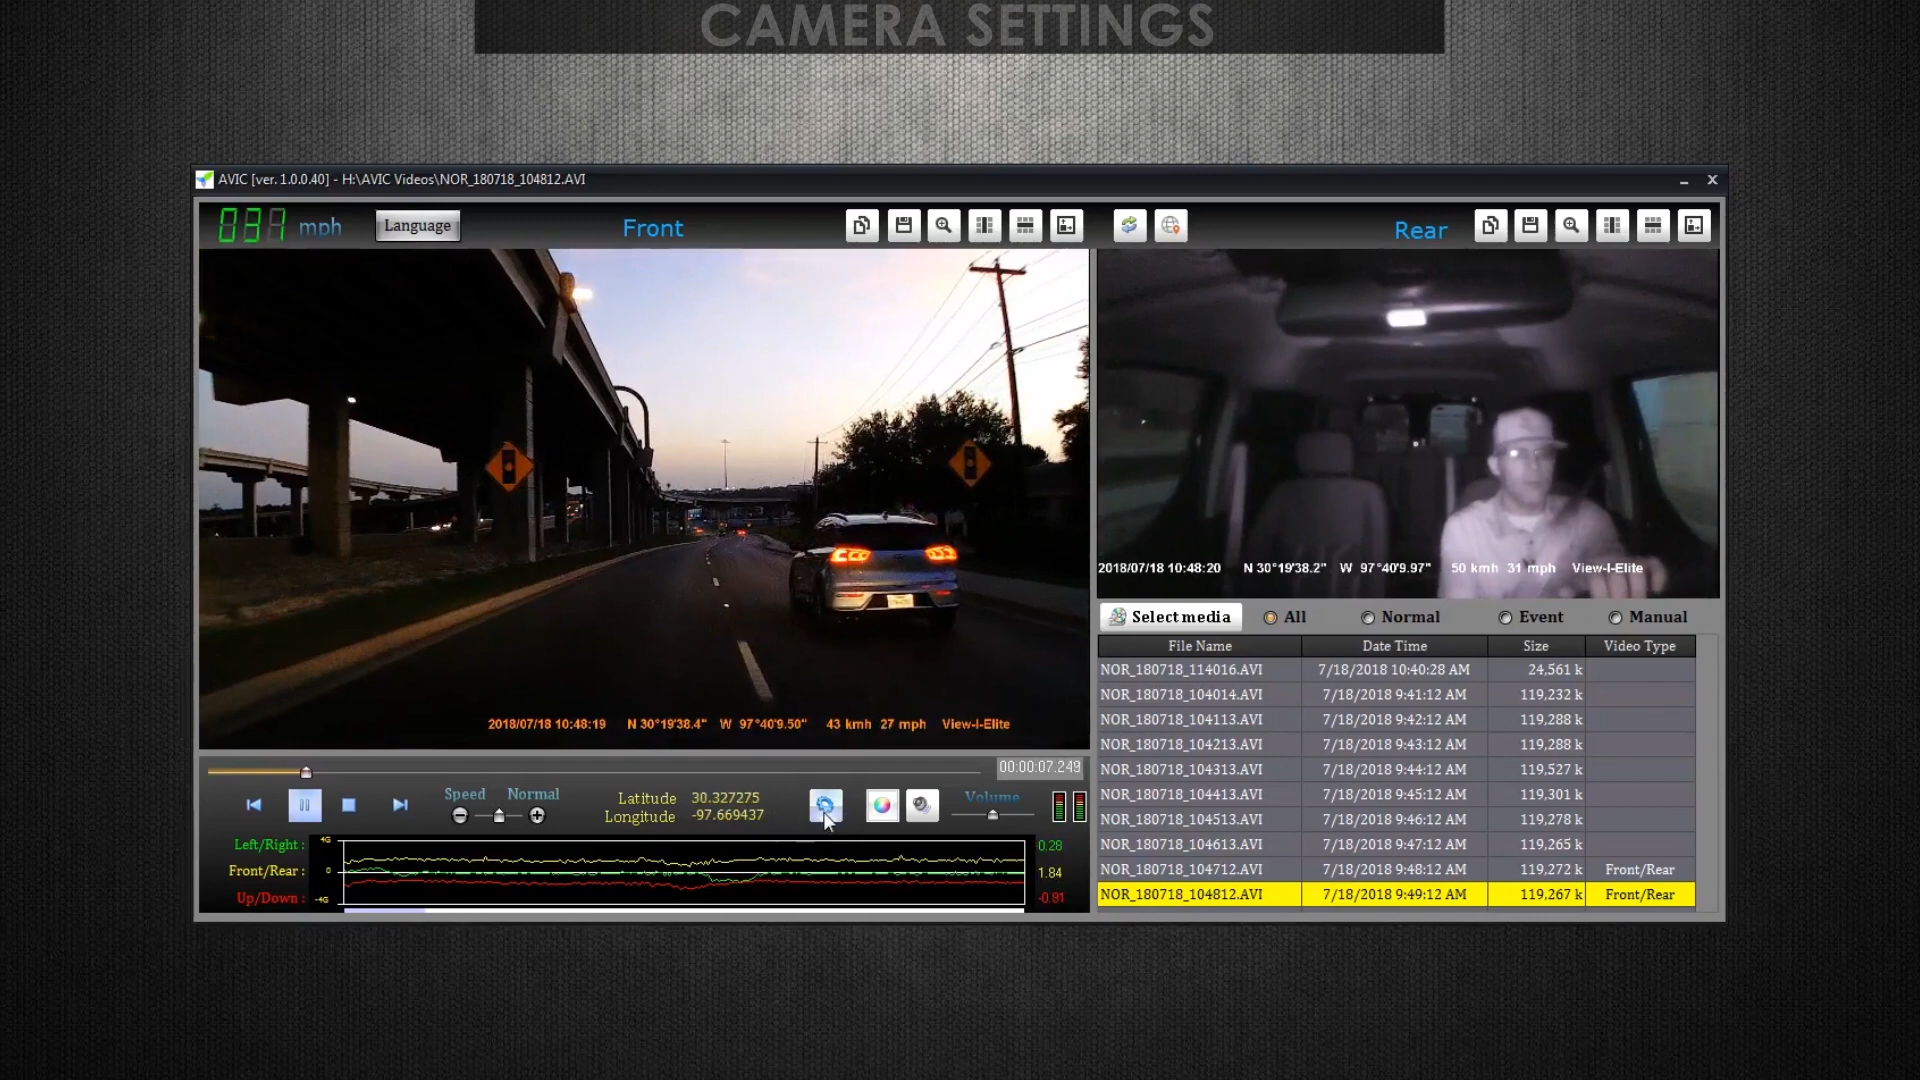 CAMERA SETTINGS
AVIC [ver. 1.0.0.40] - H:\AVIC Videos\NOR_180718_104812.AVI
031 mph Language Front Rear
2018/07/18 10:48:20 N 30°19'38.2" W 97°40'9.97" 50 kmh 31 mph View-I-Elite
2018/07/18 10:48:19 N 30°19'38.4" W 97°40'9.50" 43 kmh 27 mph View-I-Elite
00:00:07.249
Speed Normal
Latitude 30.327275
Longitude -97.669437
Volume
Left/Right : 4G 0.28
Front/Rear : 0 1.84
Up/Down : -4G -0.91
Select media All Normal Event Manual
File Name Date Time Size Video Type
NOR_180718_114016.AVI 7/18/2018 10:40:28 AM 24,561 k
NOR_180718_104014.AVI 7/18/2018 9:41:12 AM 119,232 k
NOR_180718_104113.AVI 7/18/2018 9:42:12 AM 119,288 k
NOR_180718_104213.AVI 7/18/2018 9:43:12 AM 119,288 k
NOR_180718_104313.AVI 7/18/2018 9:44:12 AM 119,527 k
NOR_180718_104413.AVI 7/18/2018 9:45:12 AM 119,301 k
NOR_180718_104513.AVI 7/18/2018 9:46:12 AM 119,278 k
NOR_180718_104613.AVI 7/18/2018 9:47:12 AM 119,265 k
NOR_180718_104712.AVI 7/18/2018 9:48:12 AM 119,272 k Front/Rear
NOR_180718_104812.AVI 7/18/2018 9:49:12 AM 119,267 k Front/Rear